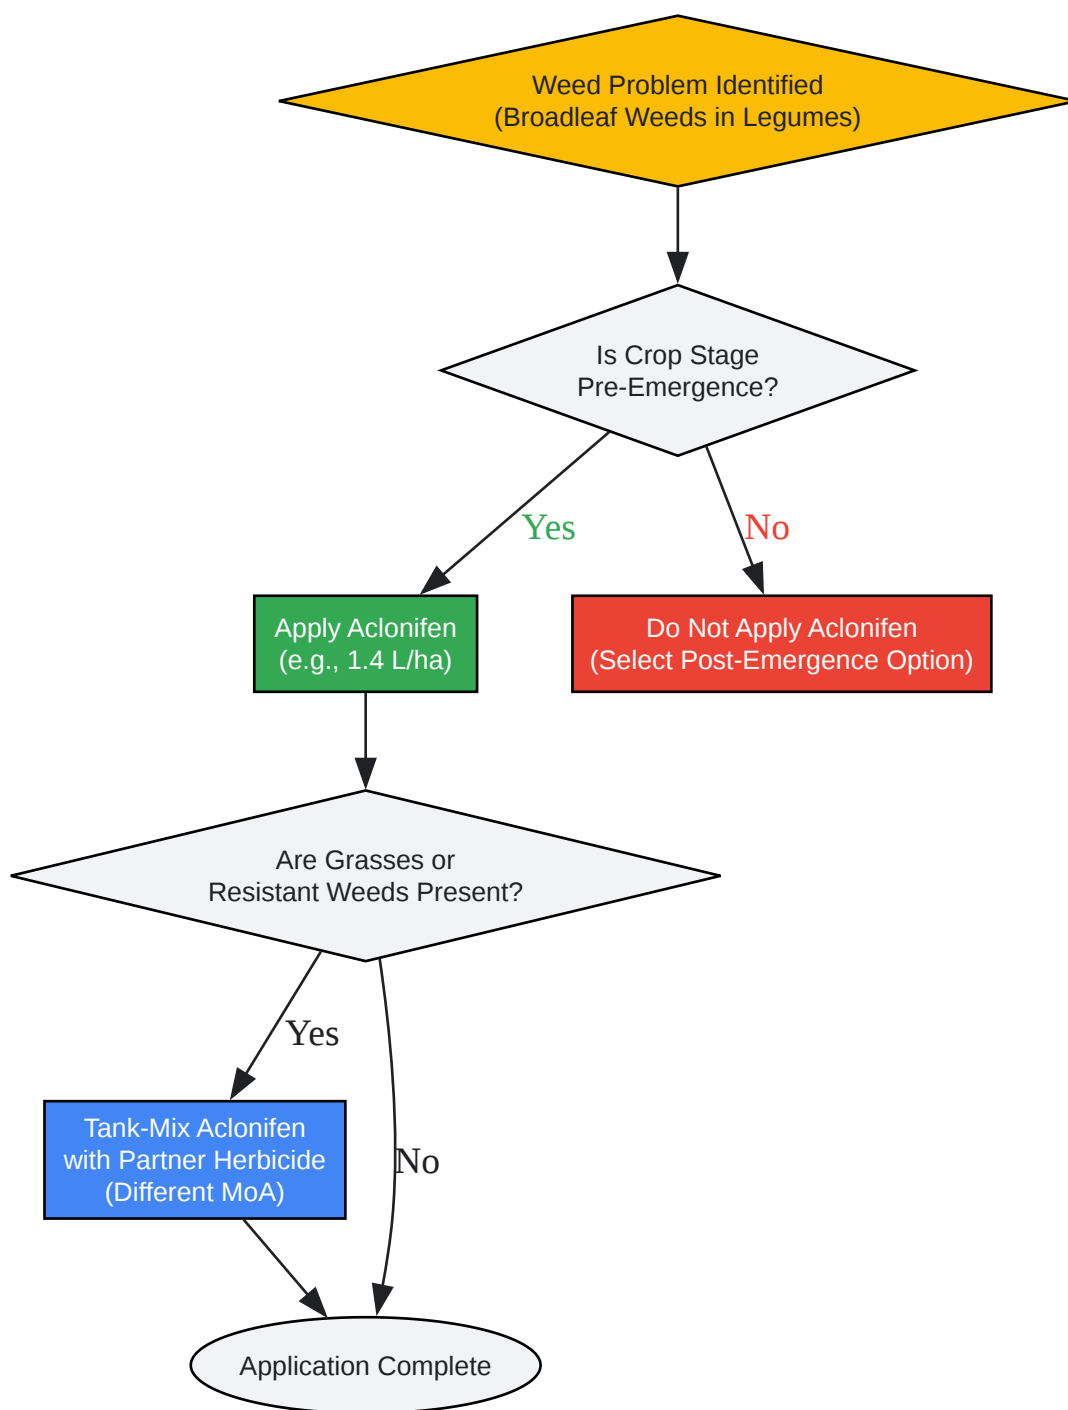 Weed Problem Identified
(Broadleaf Weeds in Legumes)
Is Crop Stage
Pre-Emergence?
Yes
No
Apply Aclonifen
(e.g., 1.4 L/ha)
Do Not Apply Aclonifen
(Select Post-Emergence Option)
Are Grasses or
Resistant Weeds Present?
Yes
Tank-Mix Aclonifen
with Partner Herbicide
(Different MoA)
No
Application Complete